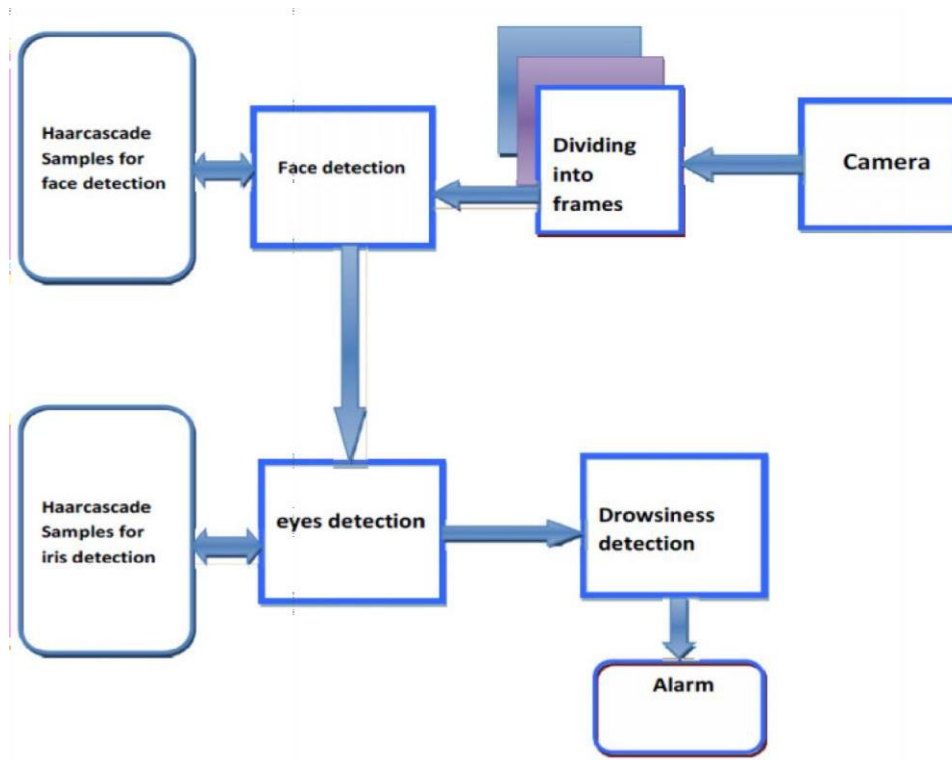 Haarcascade
Samples for
face detection
Face detection
Dividing
into
frames
Camera
Haarcascade
Samples for
iris detection
eyes detection
Drowsiness
detection
Alarm